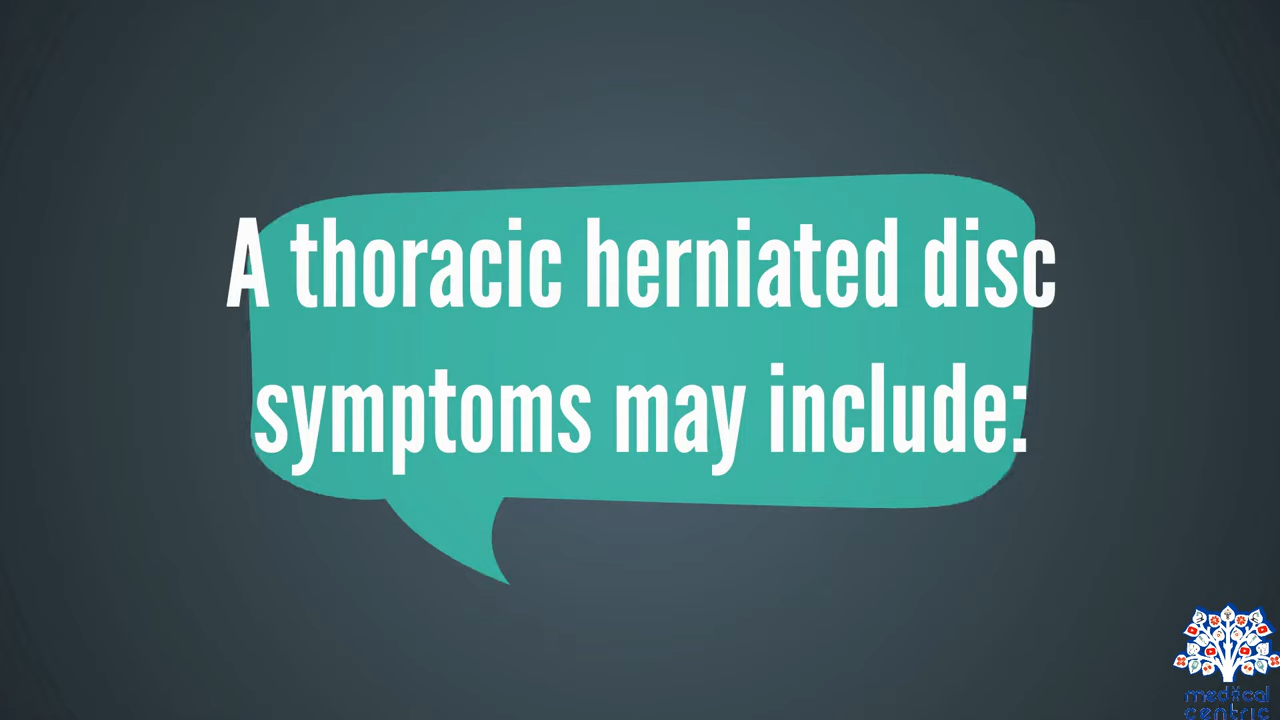 A thoracic herniated disc
symptoms may include:
medical
centric